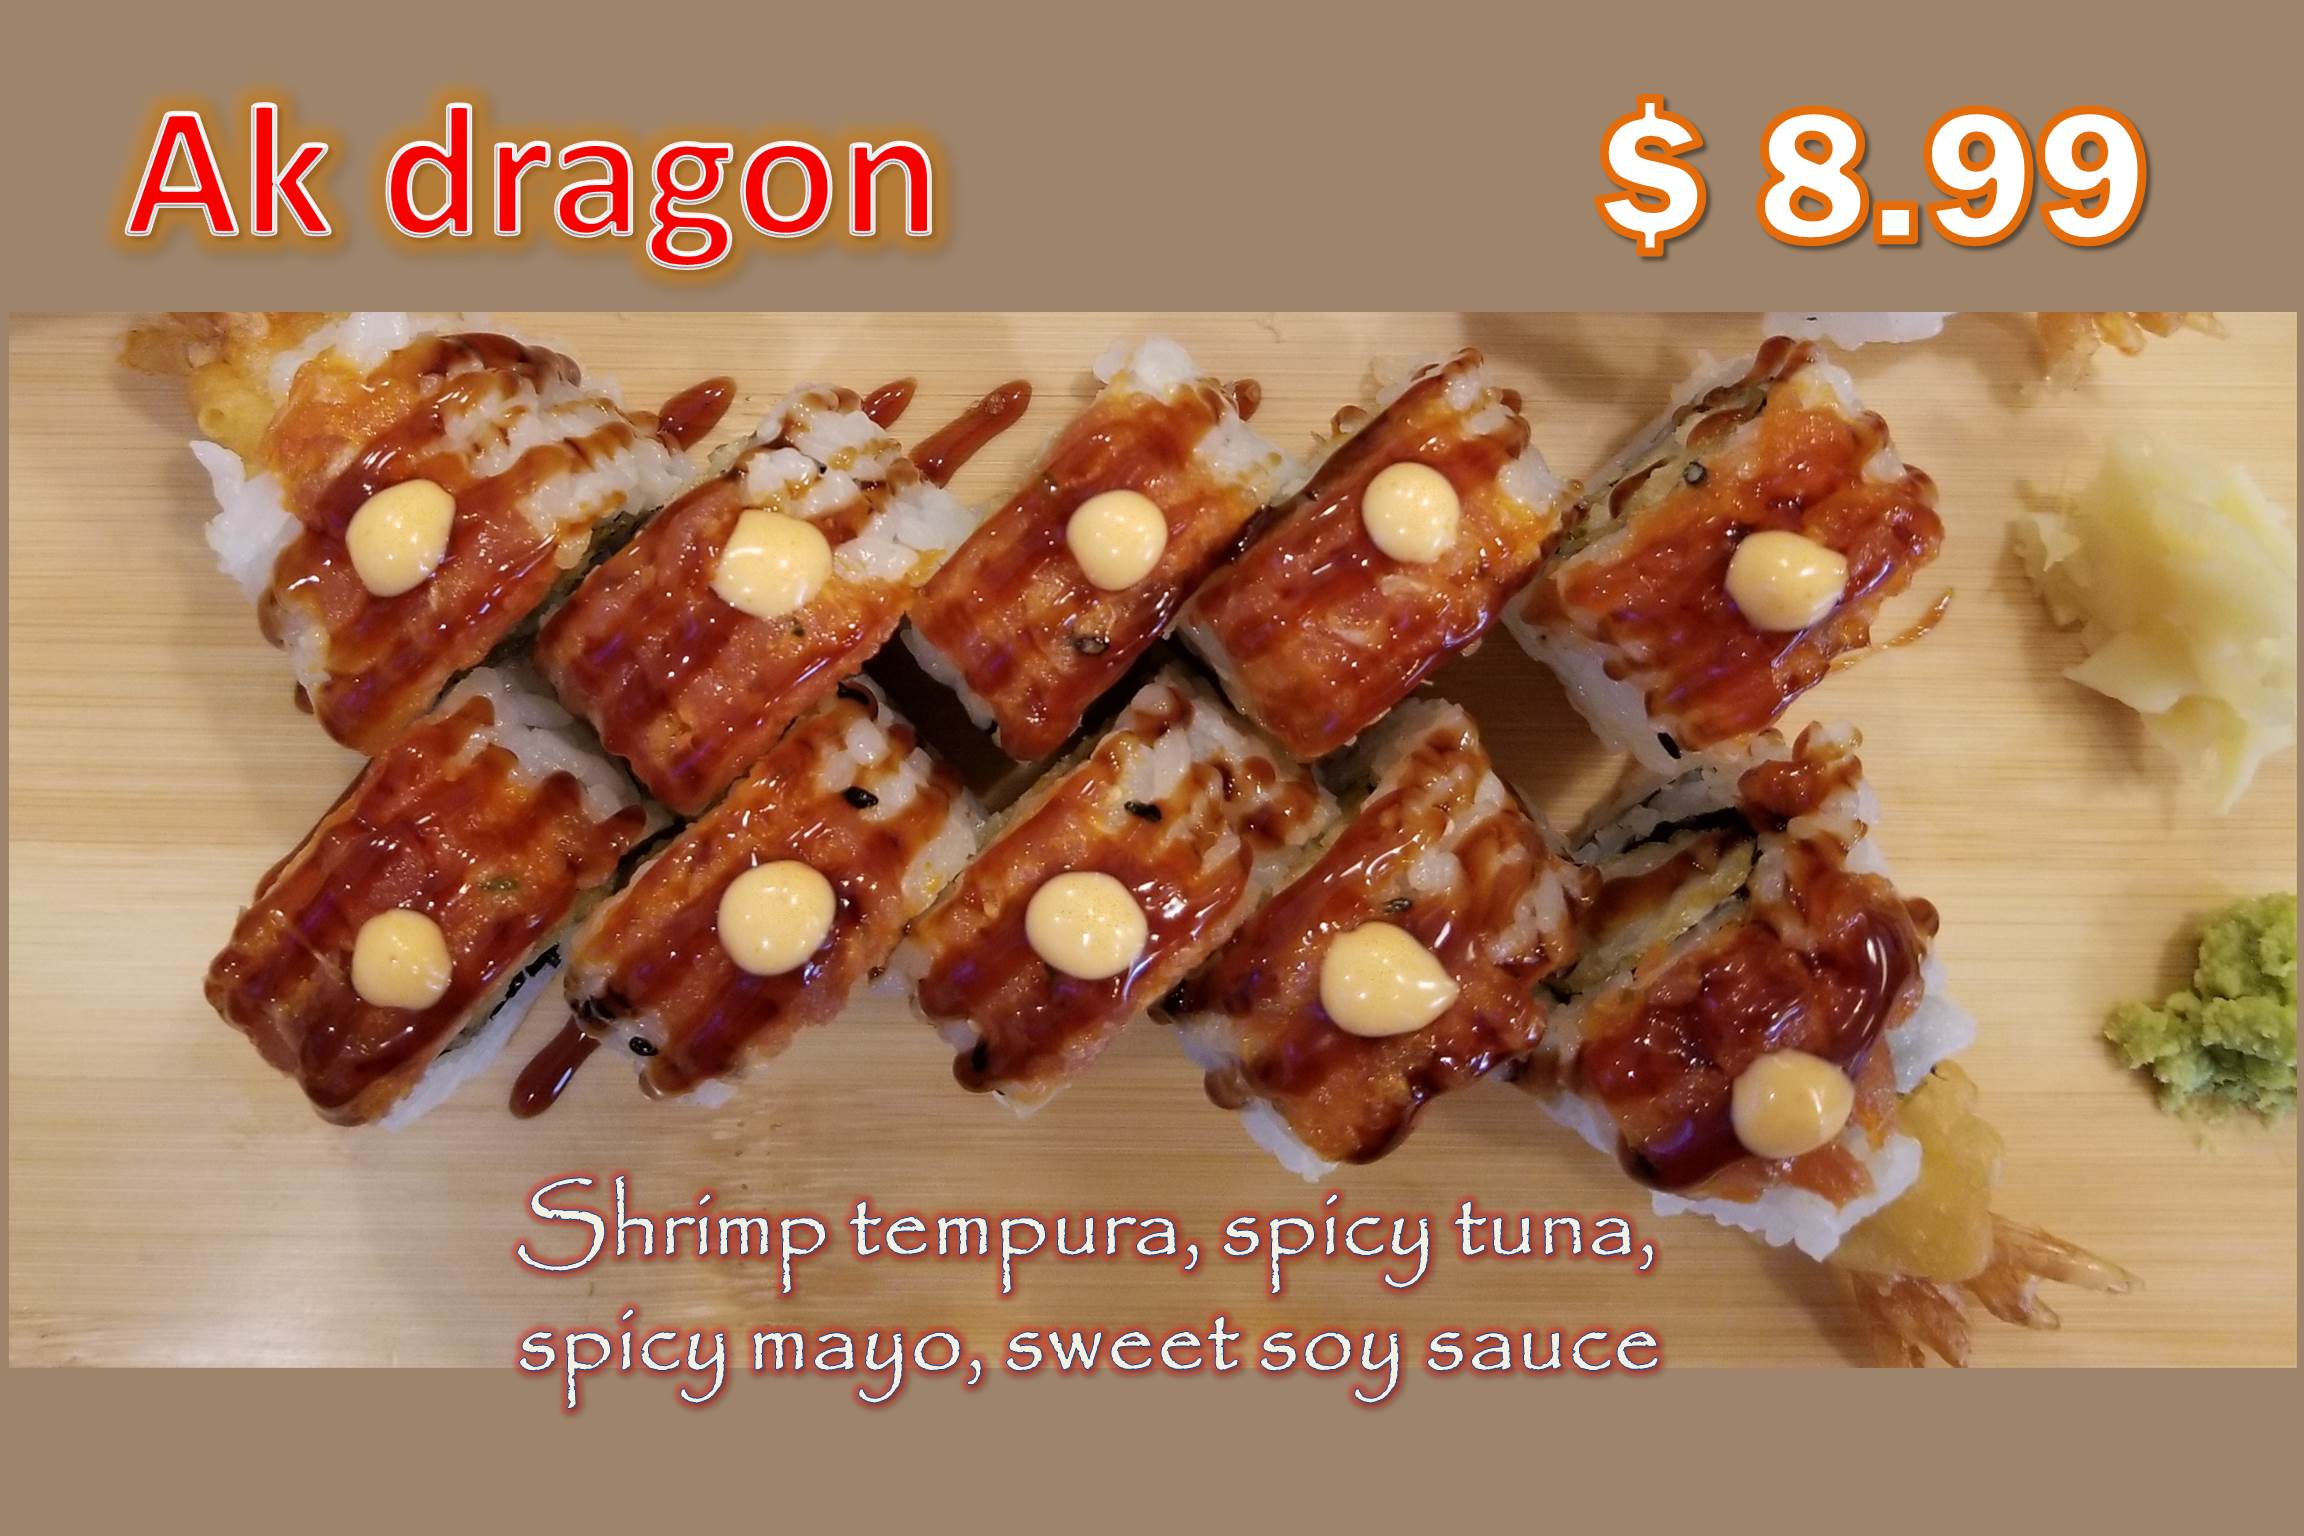 Ak dragon
$ 8.99
Shrimp tempura, spicy tuna,
spicy mayo, sweet soy sauce